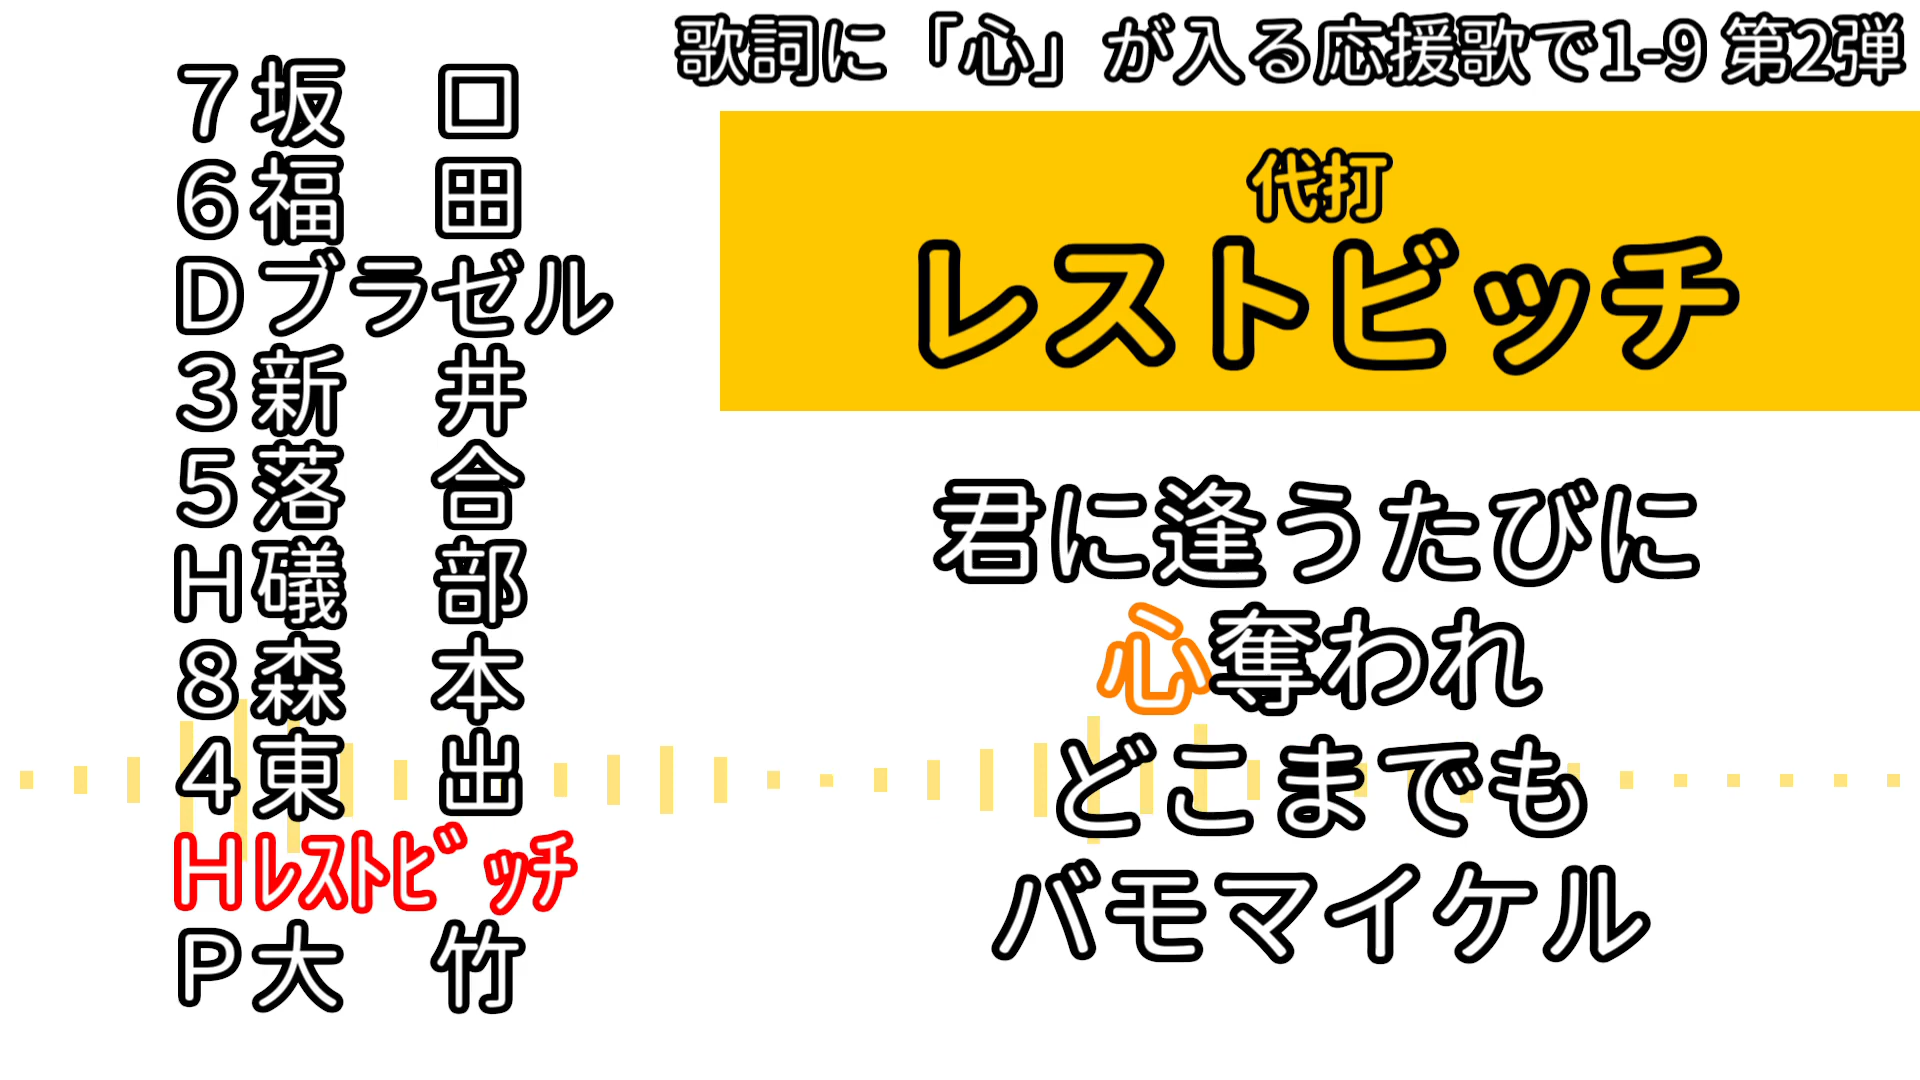 歌詞に「心」が入る応援歌で1-9 第2弾
7坂 口
6福 田
Dブラゼル
3新 井
5落 合
H礒 部
8森 本
4東 出
Hﾚｽﾄﾋﾞｯﾁ
P大 竹
代打
レストビッチ
君に逢うたびに
心奪われ
どこまでも
バモマイケル